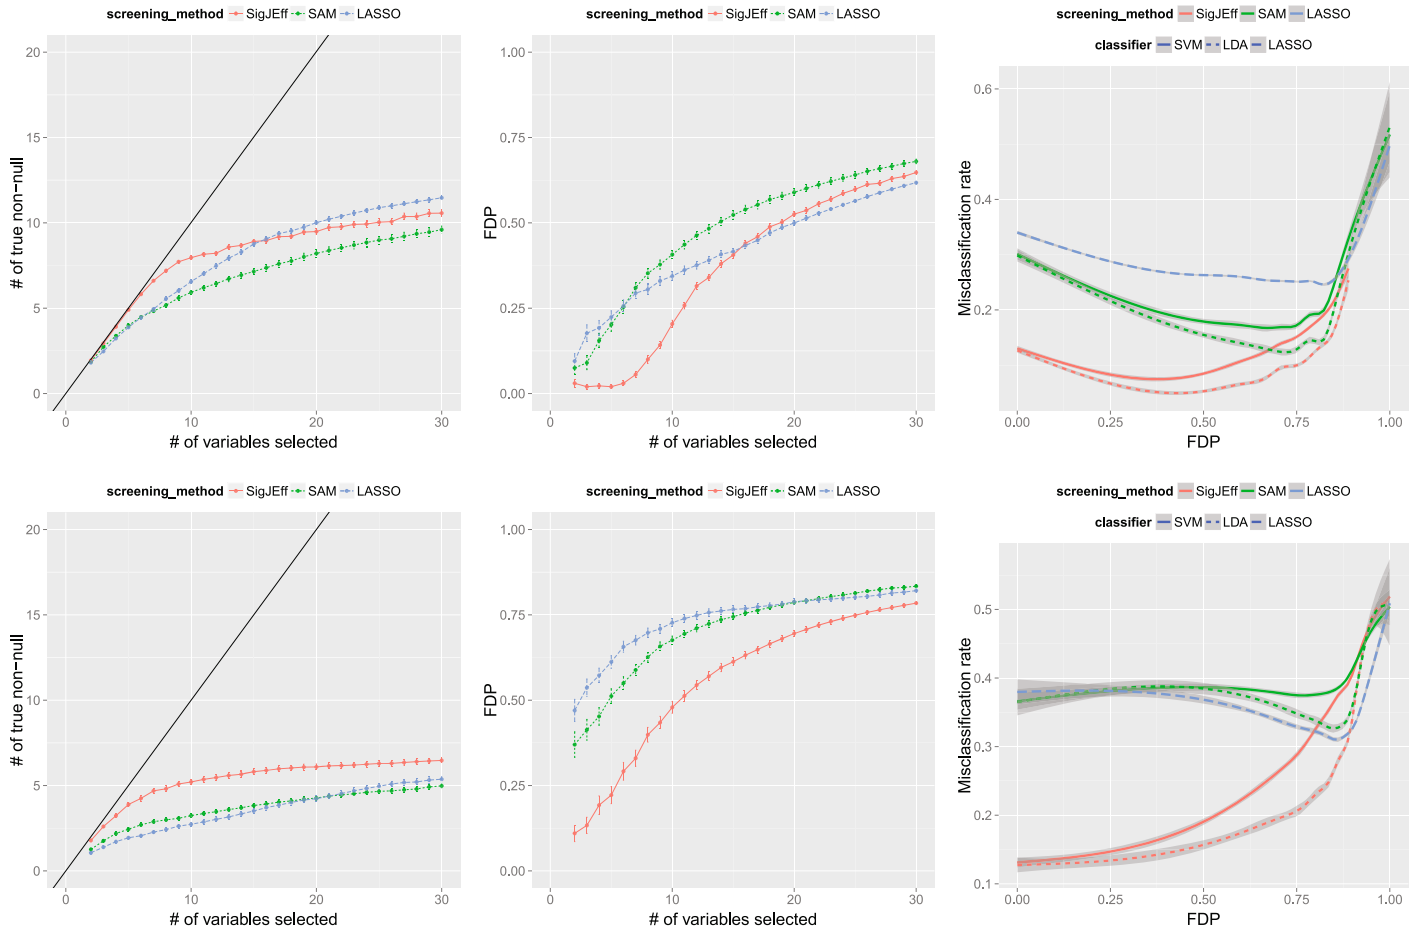 screening_method SigJEff SAM LASSO
20
15
10
5
0
# of true non−null
0 10 20 30
# of variables selected
screening_method SigJEff SAM LASSO
1.00
0.75
0.50
0.25
0.00
FDP
0 10 20 30
# of variables selected
screening_method SigJEff SAM LASSO
classifier SVM LDA LASSO
0.6
0.4
0.2
Misclassification rate
0.00 0.25 0.50 0.75 1.00
FDP
screening_method SigJEff SAM LASSO
20
15
10
5
0
# of true non−null
0 10 20 30
# of variables selected
screening_method SigJEff SAM LASSO
1.00
0.75
0.50
0.25
0.00
FDP
0 10 20 30
# of variables selected
screening_method SigJEff SAM LASSO
classifier SVM LDA LASSO
0.5
0.4
0.3
0.2
0.1
Misclassification rate
0.00 0.25 0.50 0.75 1.00
FDP